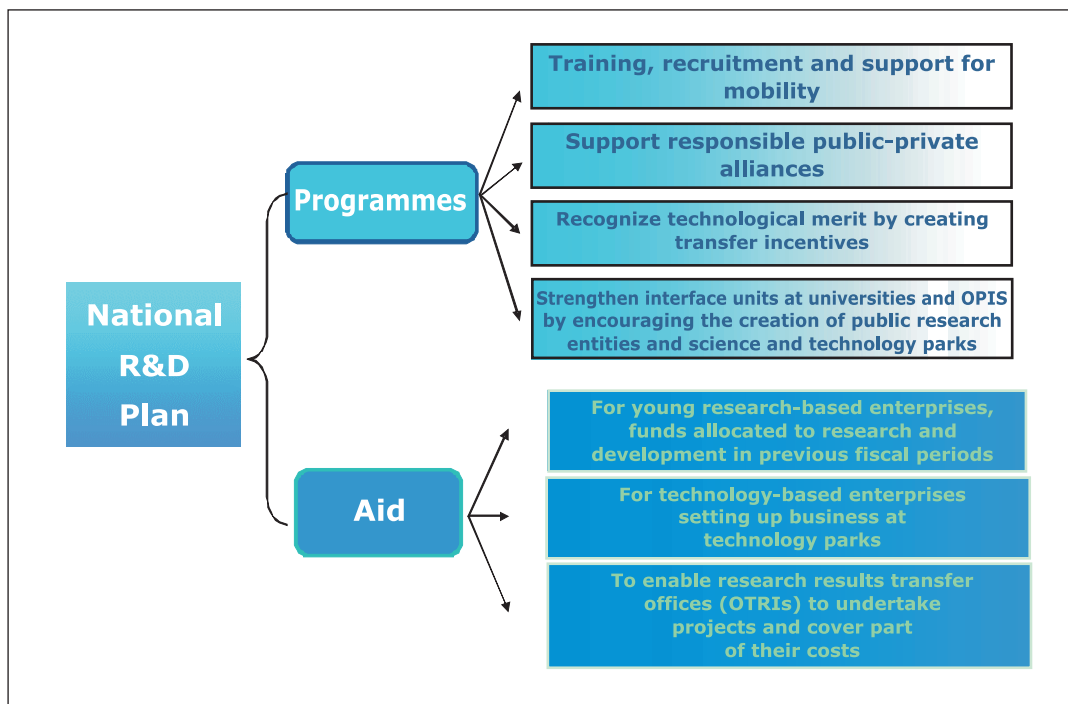 National
R&D
Plan
Programmes
Training, recruitment and support for
mobility
Support responsible public-private
alliances
Recognize technological merit by creating
transfer incentives
Strengthen interface units at universities and OPIS
by encouraging the creation of public research
entities and science and technology parks
Aid
For young research-based enterprises,
funds allocated to research and
development in previous fiscal periods
For technology-based enterprises
setting up business at
technology parks
To enable research results transfer
offices (OTRIs) to undertake
projects and cover part
of their costs